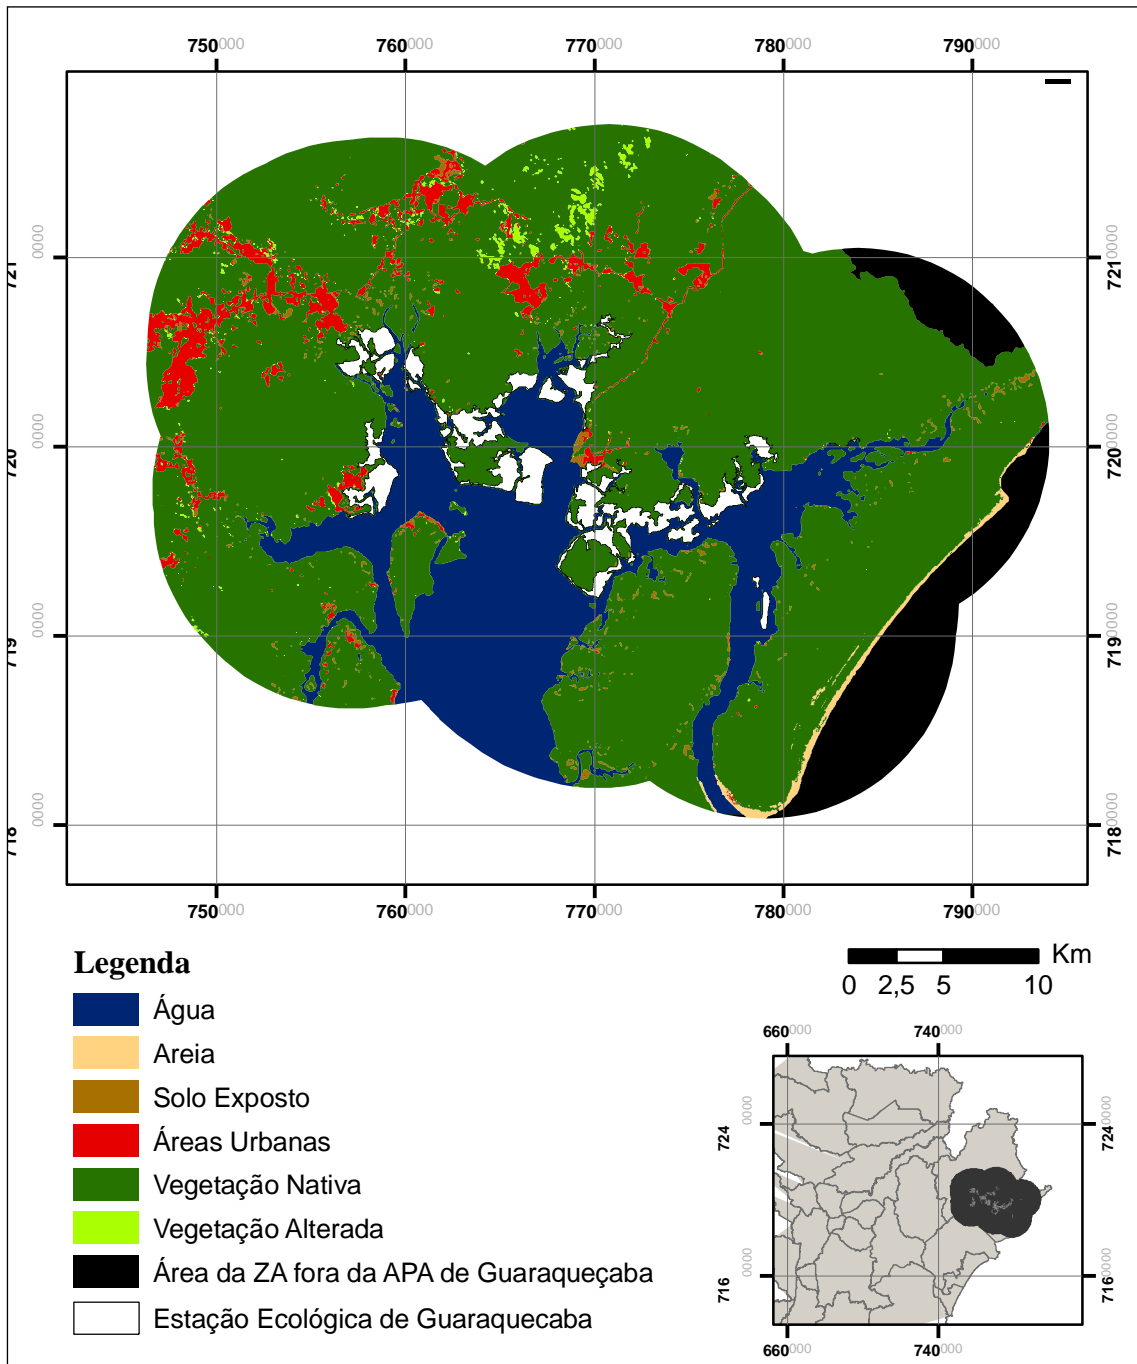 750000 760000 770000 780000 790000
7210000 7210000
7200000 7200000
7190000 7190000
7180000 7180000
750000 760000 770000 780000 790000
Legenda
Água
Areia
Solo Exposto
Áreas Urbanas
Vegetação Nativa
Vegetação Alterada
Área da ZA fora da APA de Guaraqueçaba
Estação Ecológica de Guaraquecaba
Km
0 2,5 5 10
660000 740000
7240000 7240000
7160000 7160000
660000 740000